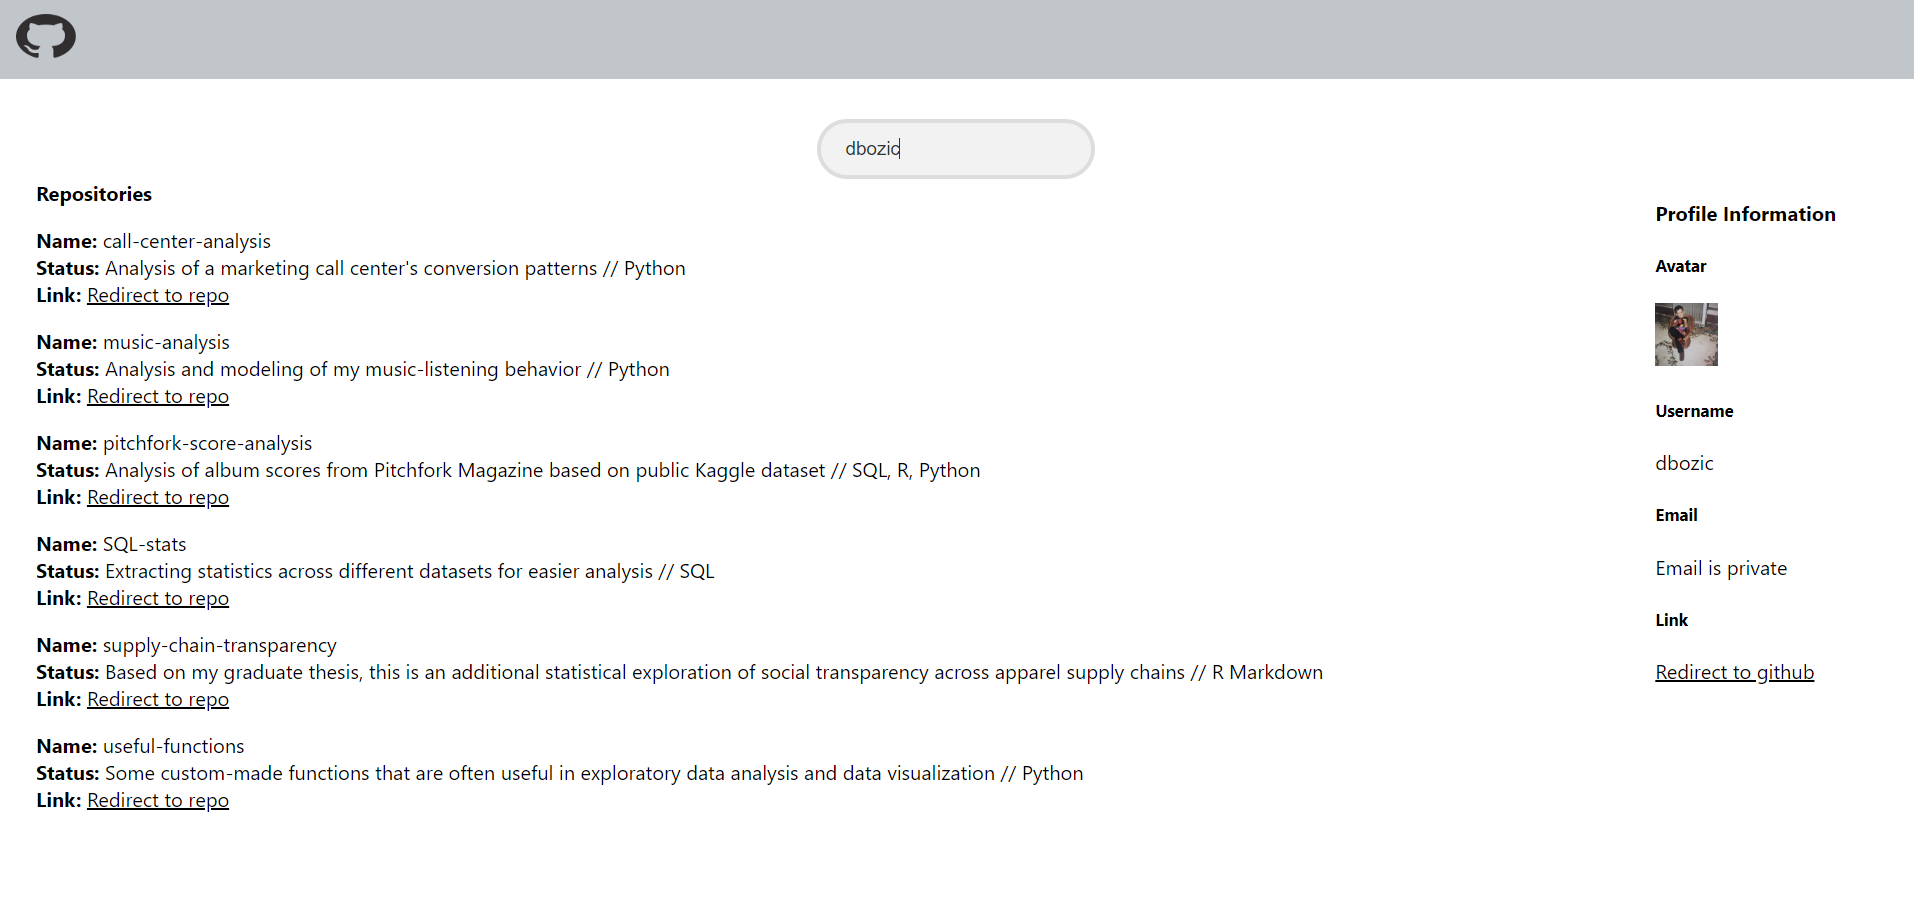 dbozic
Repositories
Name: call-center-analysis
Status: Analysis of a marketing call center's conversion patterns // Python
Link: Redirect to repo
Name: music-analysis
Status: Analysis and modeling of my music-listening behavior // Python
Link: Redirect to repo
Name: pitchfork-score-analysis
Status: Analysis of album scores from Pitchfork Magazine based on public Kaggle dataset // SQL, R, Python
Link: Redirect to repo
Name: SQL-stats
Status: Extracting statistics across different datasets for easier analysis // SQL
Link: Redirect to repo
Name: supply-chain-transparency
Status: Based on my graduate thesis, this is an additional statistical exploration of social transparency across apparel supply chains // R Markdown
Link: Redirect to repo
Name: useful-functions
Status: Some custom-made functions that are often useful in exploratory data analysis and data visualization // Python
Link: Redirect to repo
Profile Information
Avatar
Username
dbozic
Email
Email is private
Link
Redirect to github